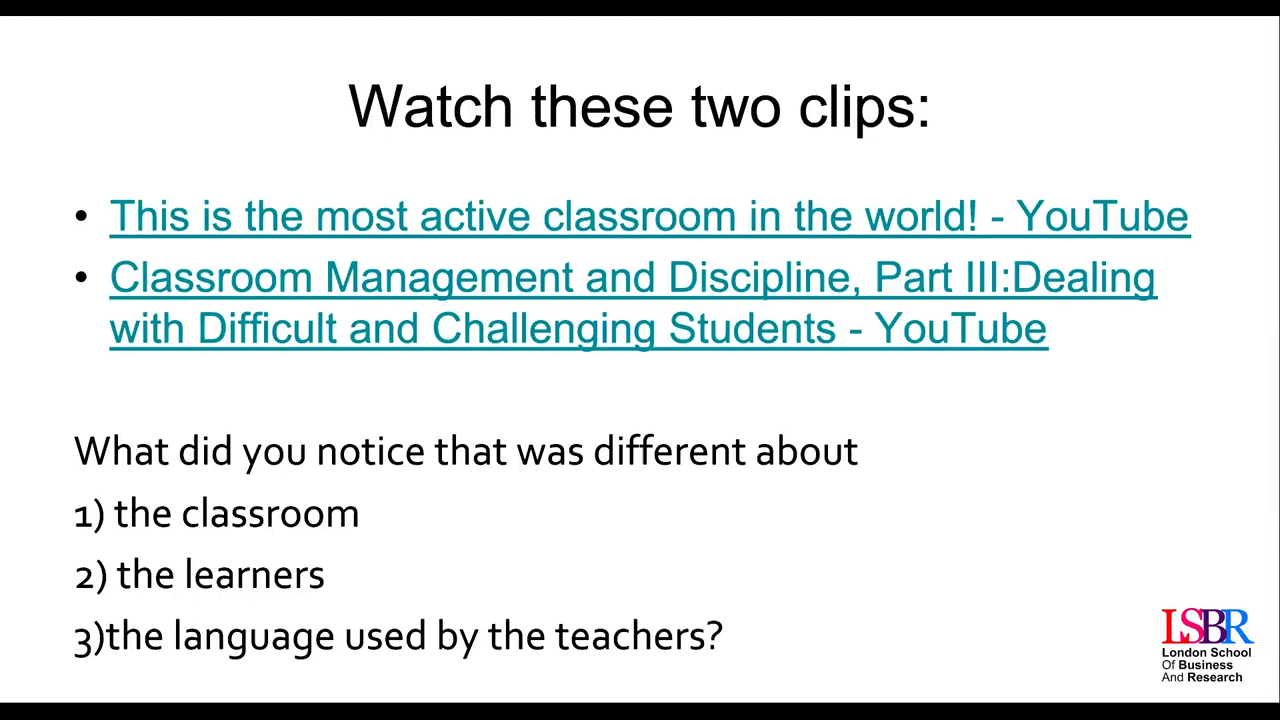 Watch these two clips:
• This is the most active classroom in the world! - YouTube
• Classroom Management and Discipline, Part III:Dealing
with Difficult and Challenging Students - YouTube
What did you notice that was different about
1) the classroom
2) the learners
3)the language used by the teachers?
LSBR
London School
Of Business
And Research